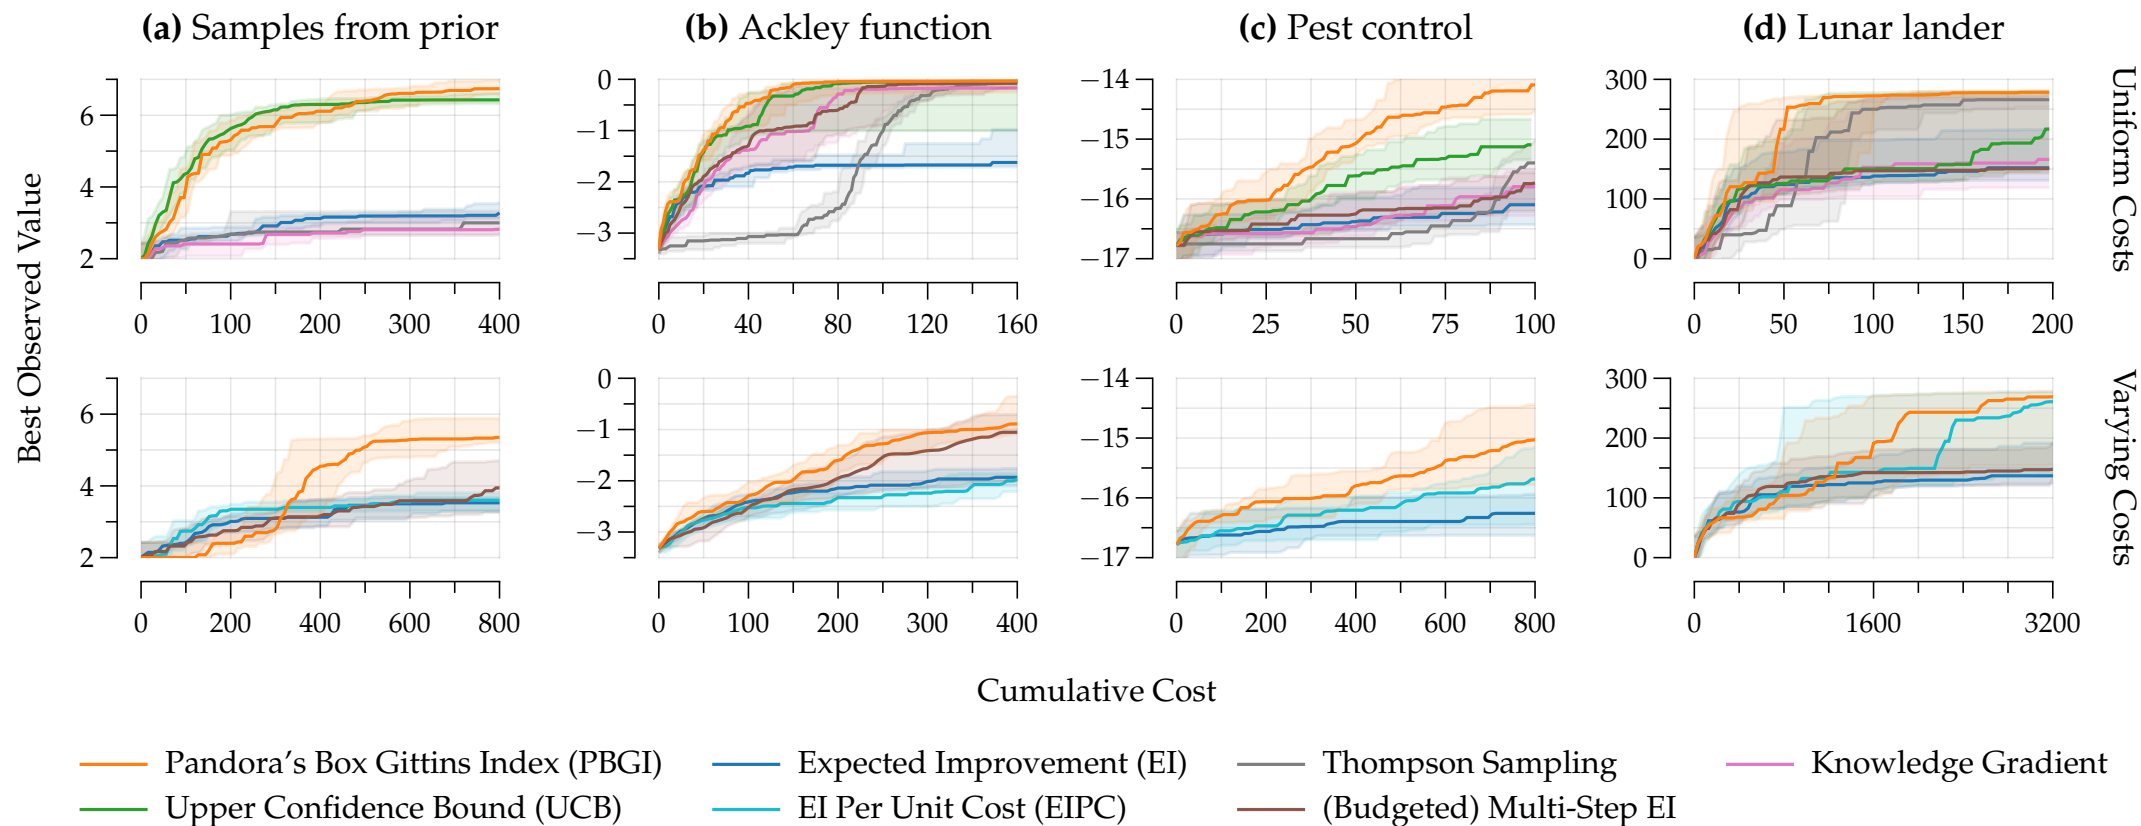 (a) Samples from prior
(b) Ackley function
(c) Pest control
(d) Lunar lander
Best Observed Value
6
4
2
0 100 200 300 400
0
−1
−2
−3
0 40 80 120 160
−14
−15
−16
−17
0 25 50 75 100
300
200
100
0
0 50 100 150 200
Uniform Costs
6
4
2
0 200 400 600 800
0
−1
−2
−3
0 100 200 300 400
−14
−15
−16
−17
0 200 400 600 800
300
200
100
0
0 1600 3200
Varying Costs
Cumulative Cost
Pandora's Box Gittins Index (PBGI)
Expected Improvement (EI)
Thompson Sampling
Knowledge Gradient
Upper Confidence Bound (UCB)
EI Per Unit Cost (EIPC)
(Budgeted) Multi-Step EI